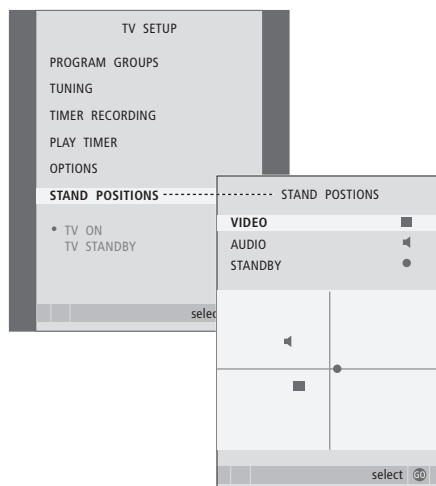 TV SETUP
PROGRAM GROUPS
TUNING
TIMER RECORDING
PLAY TIMER
OPTIONS
STAND POSITIONS
• TV ON
TV STANDBY
selec
STAND POSTIONS
VIDEO
AUDIO
STANDBY
select GO